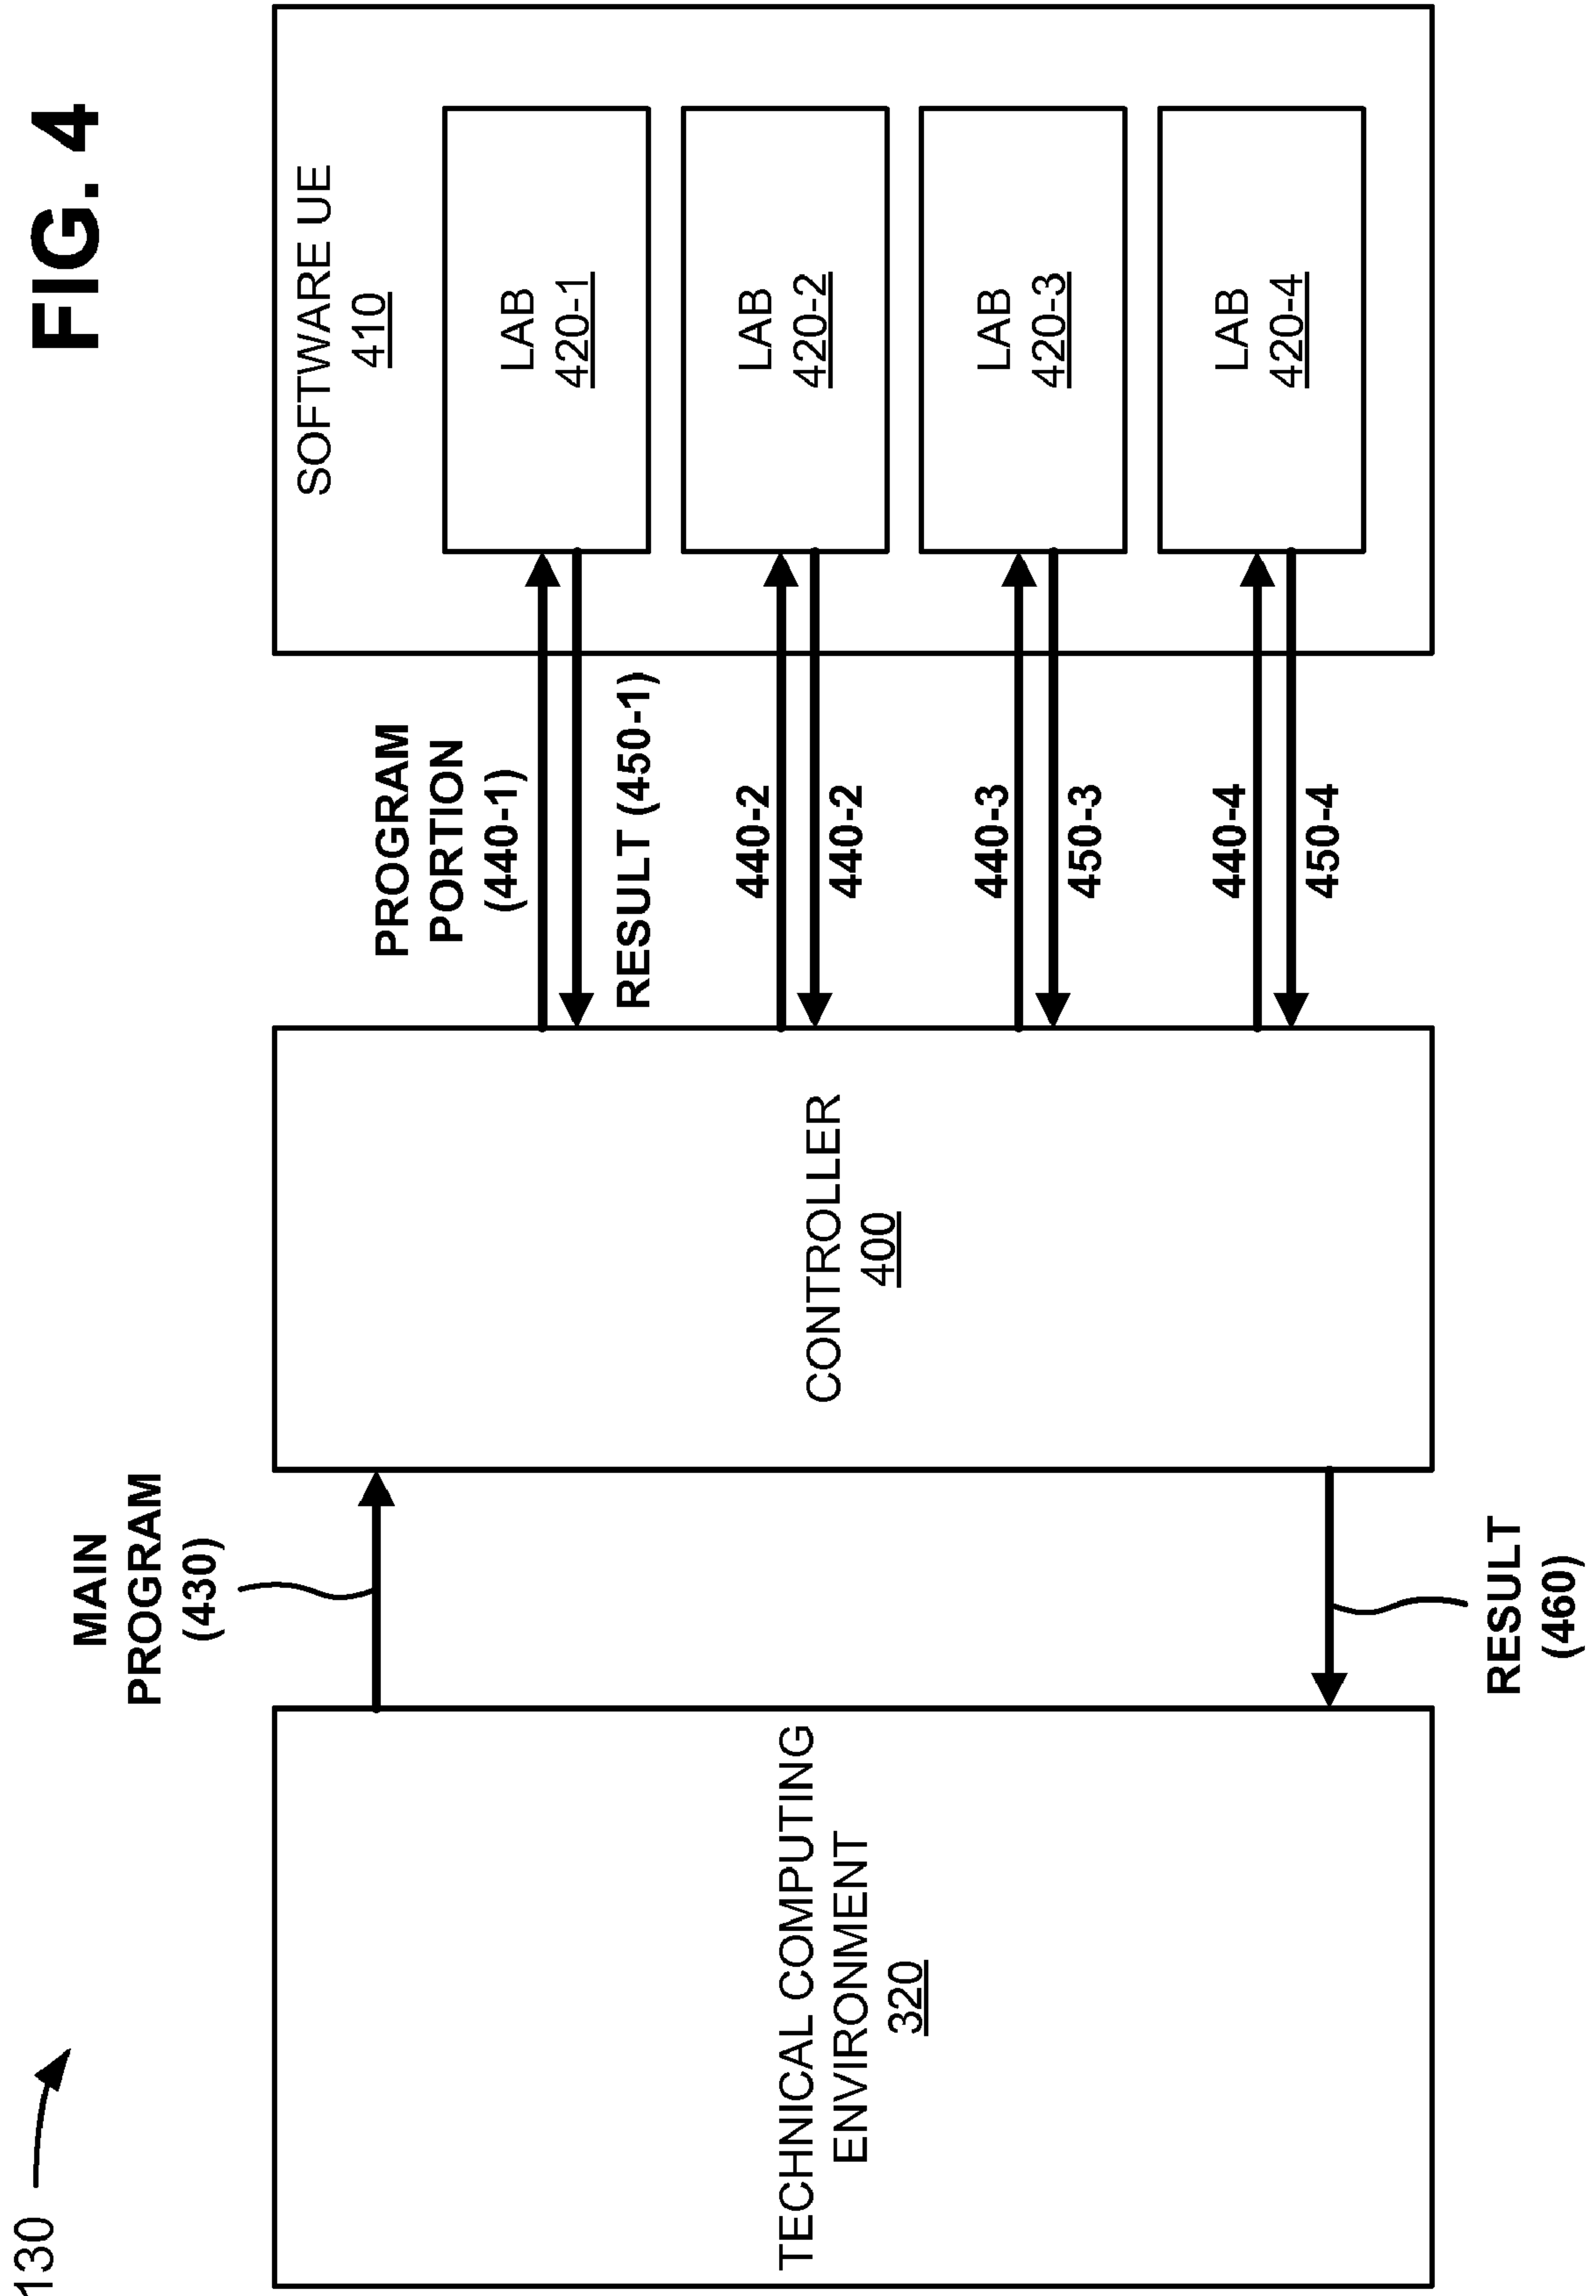 FIG. 4
130
MAIN
PROGRAM
(430)
TECHNICAL COMPUTING
ENVIRONMENT
320
RESULT
(460)
CONTROLLER
400
PROGRAM
PORTION
(440-1)
RESULT (450-1)
440-2
440-2
440-3
450-3
440-4
450-4
SOFTWARE UE
410
LAB
420-1
LAB
420-2
LAB
420-3
LAB
420-4